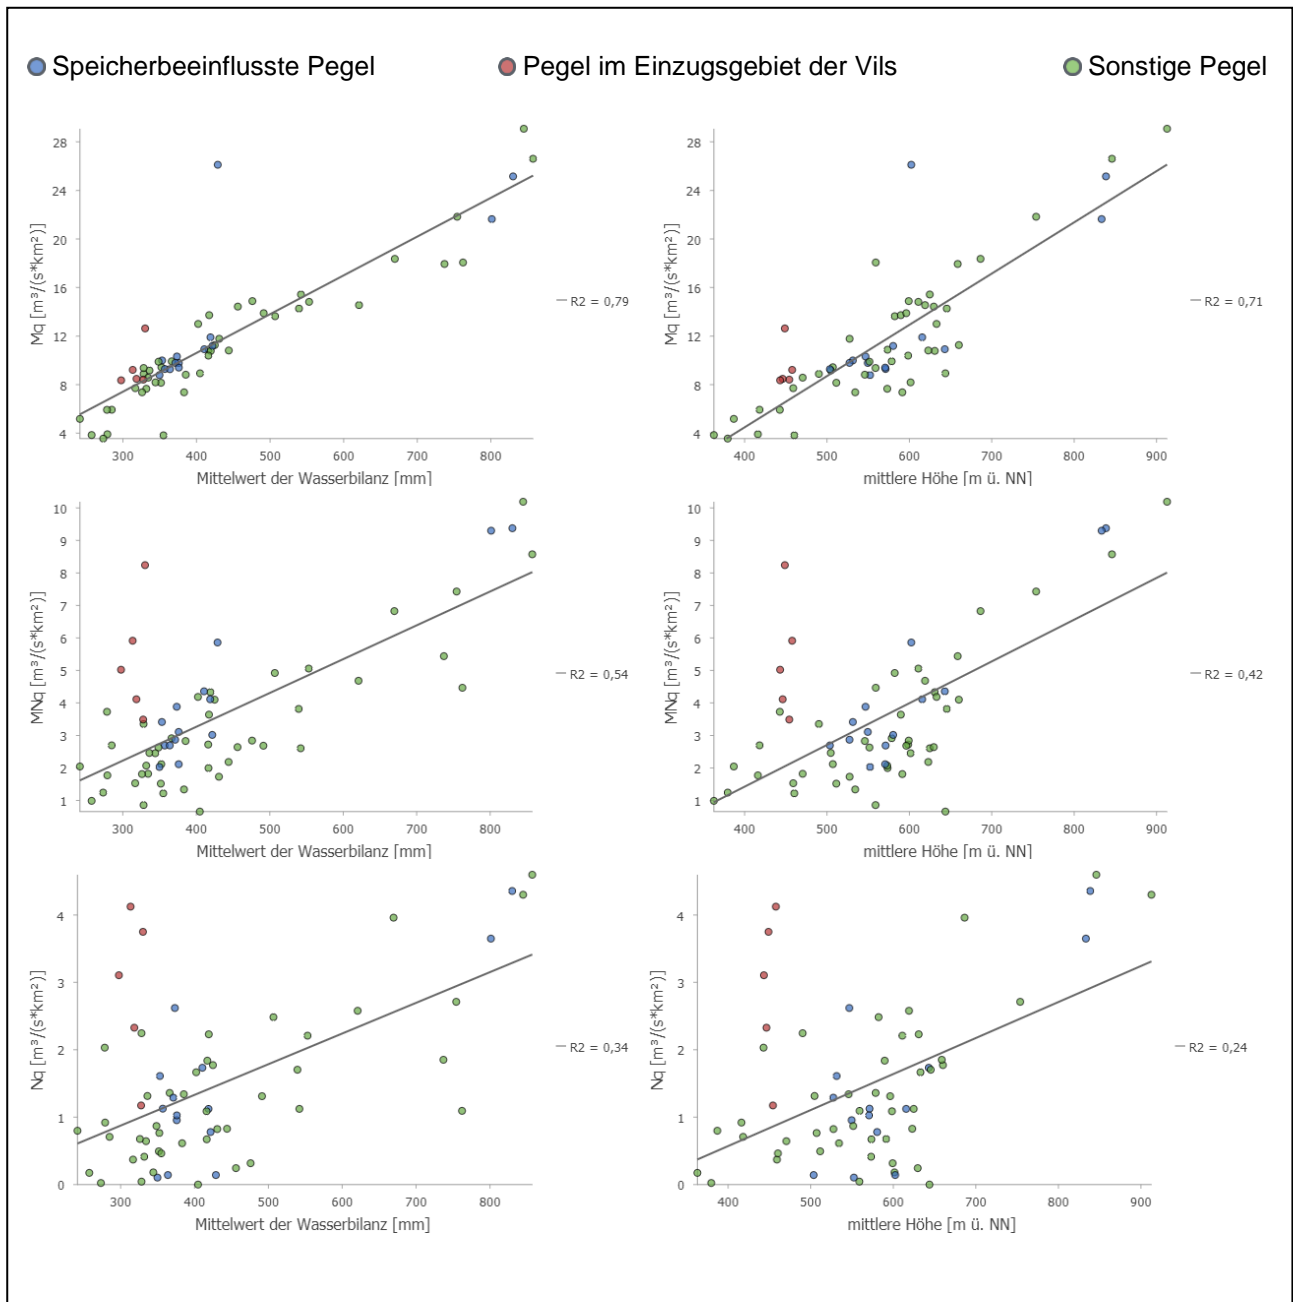 Speicherbeeinflusste Pegel Pegel im Einzugsgebiet der Vils Sonstige Pegel
28
24
20
16
12
8
4
Mq [m³/(s*km²)]
300 400 500 600 700 800
Mittelwert der Wasserbilanz [mm]
R2 = 0,79
28
24
20
16
12
8
4
Mq [m³/(s*km²)]
400 500 600 700 800 900
mittlere Höhe [m ü. NN]
R2 = 0,71
10
9
8
7
6
5
4
3
2
1
MNq [m³/(s*km²)]
300 400 500 600 700 800
Mittelwert der Wasserbilanz [mm]
R2 = 0,54
10
9
8
7
6
5
4
3
2
1
MNq [m³/(s*km²)]
400 500 600 700 800 900
mittlere Höhe [m ü. NN]
R2 = 0,42
4
3
2
1
0
Nq [m³/(s*km²)]
300 400 500 600 700 800
Mittelwert der Wasserbilanz [mm]
R2 = 0,34
4
3
2
1
0
Nq [m³/(s*km²)]
400 500 600 700 800 900
mittlere Höhe [m ü. NN]
R2 = 0,24